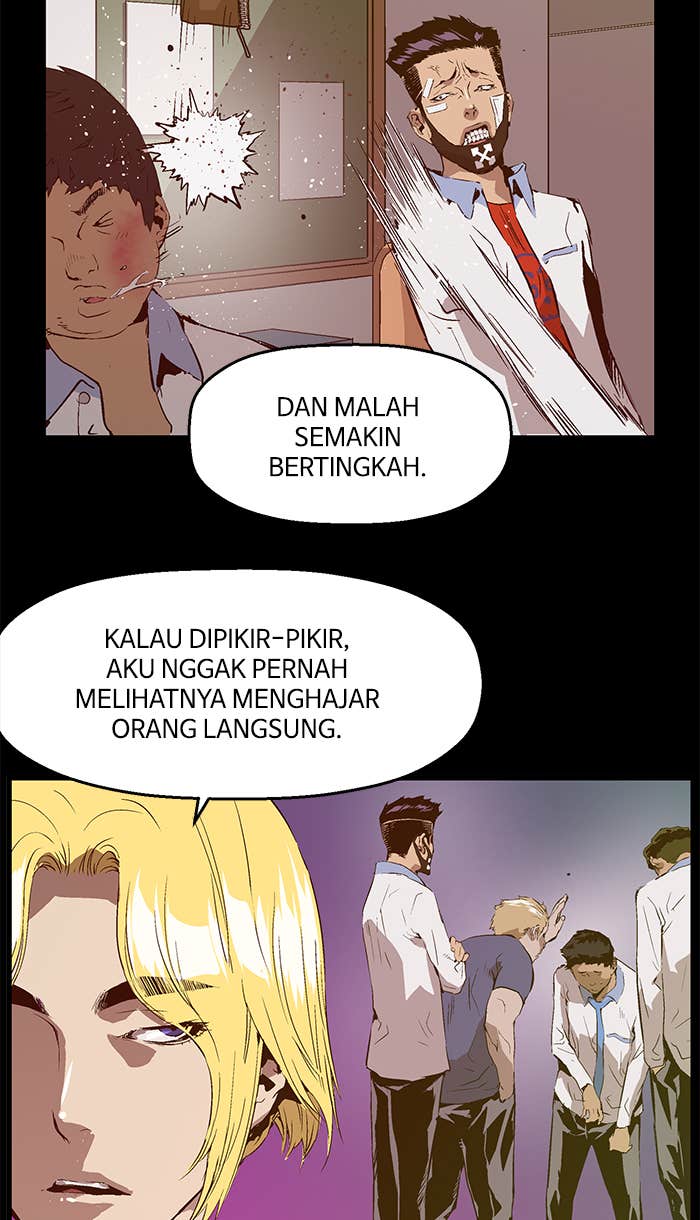 DAN MALAH
SEMAKIN
BERTINGKAH.
KALAU DIPIKIR-PIKIR,
AKU NGGAK PERNAH
MELIHATNYA MENGHAJAR
ORANG LANGSUNG.